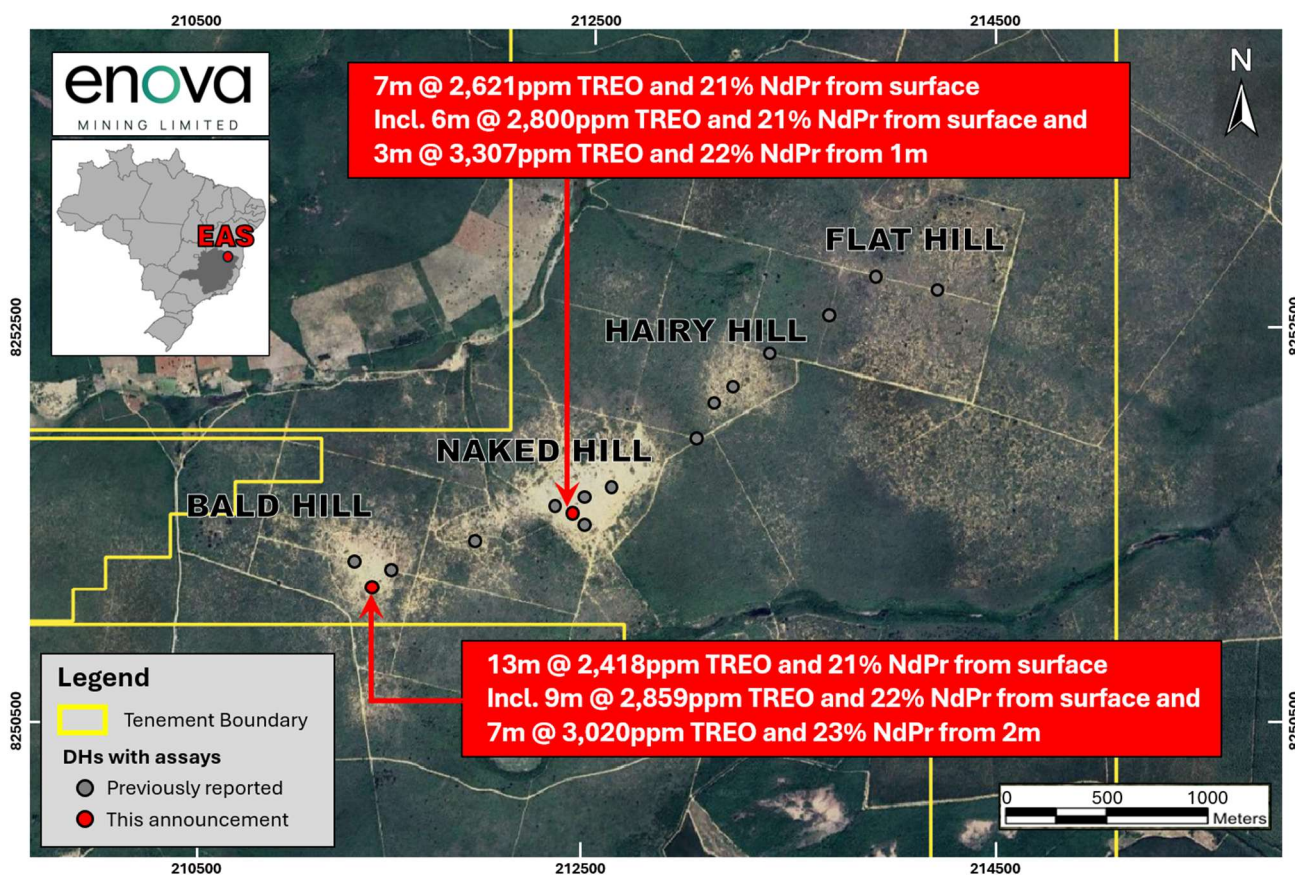 210500
212500
214500
enova
MINING LIMITED
EAS
7m @ 2,621ppm TREO and 21% NdPr from surface
Incl. 6m @ 2,800ppm TREO and 21% NdPr from surface and
3m @ 3,307ppm TREO and 22% NdPr from 1m
N
FLAT HILL
HAIRY HILL
NAKED HILL
BALD HILL
8252500
8252500
8250500
8250500
13m @ 2,418ppm TREO and 21% NdPr from surface
Incl. 9m @ 2,859ppm TREO and 22% NdPr from surface and
7m @ 3,020ppm TREO and 23% NdPr from 2m
Legend
Tenement Boundary
DHs with assays
Previously reported
This announcement
0 500 1000
Meters
210500
212500
214500